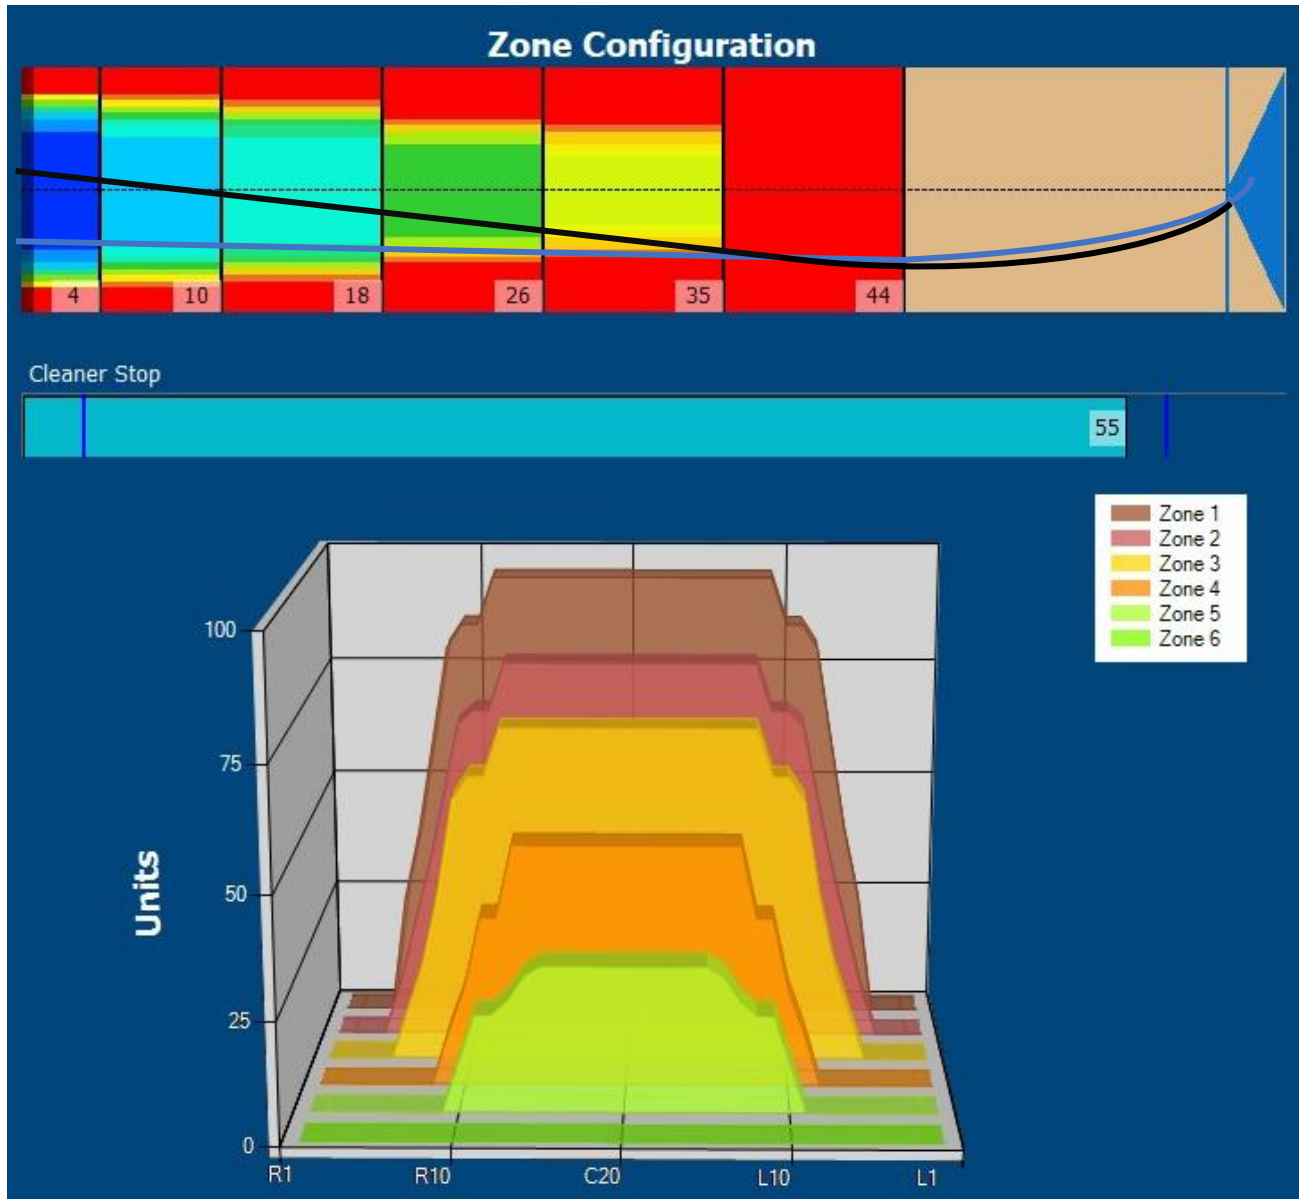 Zone Configuration
4 10 18 26 35 44
Cleaner Stop
55
Zone 1
Zone 2
Zone 3
Zone 4
Zone 5
Zone 6
100
75
50
25
0
Units
R1 R10 C20 L10 L1